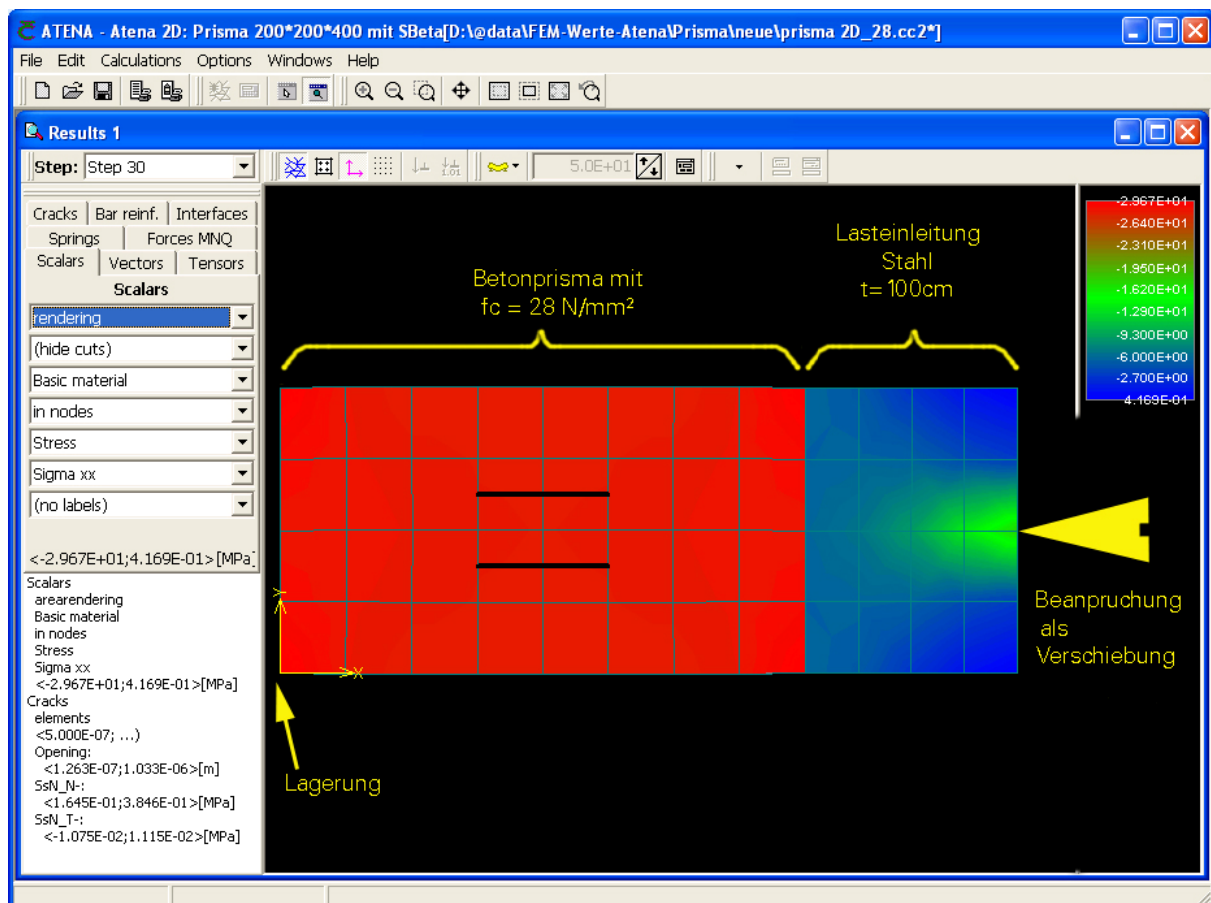 ATENA - Atena 2D: Prisma 200*200*400 mit SBeta[D:\@data\FEM-Werte-Atena\Prisma\neue\prisma 2D_28.cc2*]
File Edit Calculations Options Windows Help
Results 1
Step: Step 30
5.0E+01
1.01
Cracks Bar reinf. Interfaces
Springs Forces MNQ
Scalars Vectors Tensors
Scalars
rendering
(hide cuts)
Basic material
in nodes
Stress
Sigma xx
(no labels)
<-2.967E+01;4.169E-01>[MPa]
Scalars
arearendering
Basic material
in nodes
Stress
Sigma xx
<-2.967E+01;4.169E-01>[MPa]
Cracks
elements
<5.000E-07; ...)
Opening:
<1.263E-07;1.033E-06>[m]
SsN_N-:
<1.645E-01;3.846E-01>[MPa]
SsN_T-:
<-1.075E-02;1.115E-02>[MPa]
Betonprisma mit
fc = 28 N/mm²
Lasteinleitung
Stahl
t= 100cm
-2.967E+01
-2.640E+01
-2.310E+01
-1.950E+01
-1.620E+01
-1.290E+01
-9.300E+00
-6.000E+00
-2.700E+00
4.169E-01
Beanpruchung
als
Verschiebung
Y
X
Lagerung